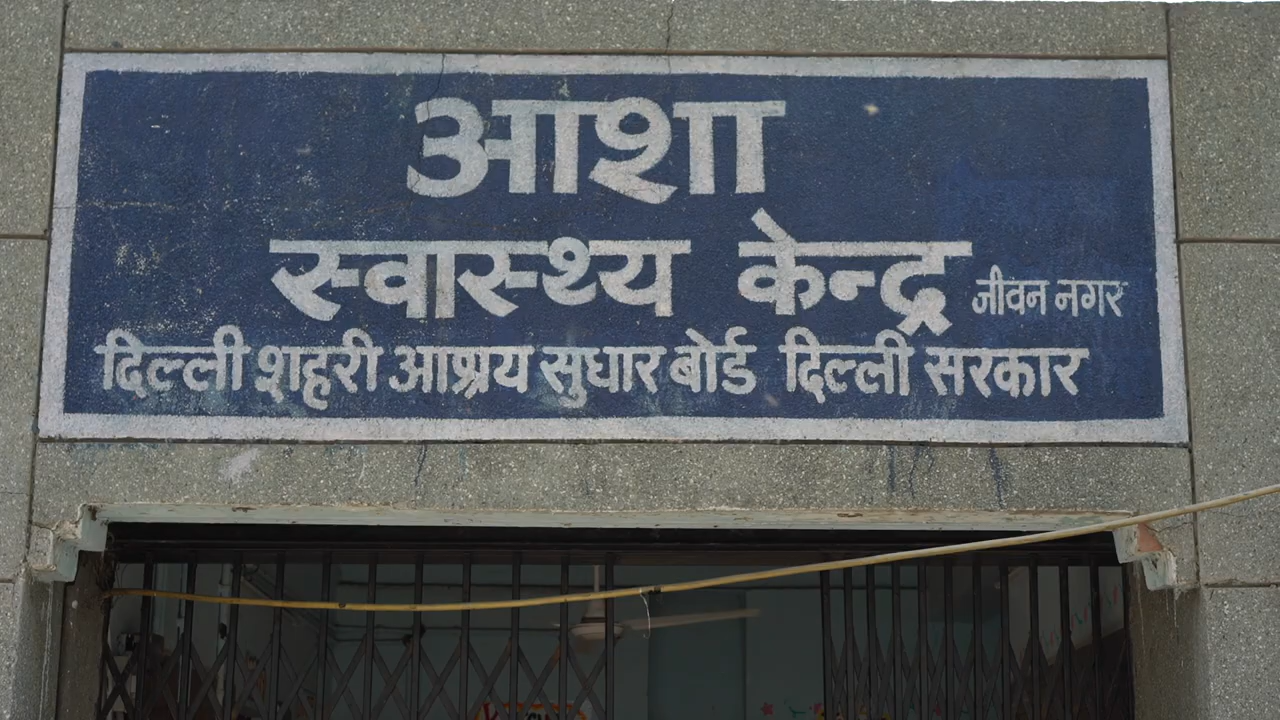 आशा
स्वास्थ्य केन्द्र जीवन नगर
दिल्ली शहरी आश्रय सुधार बोर्ड दिल्ली सरकार